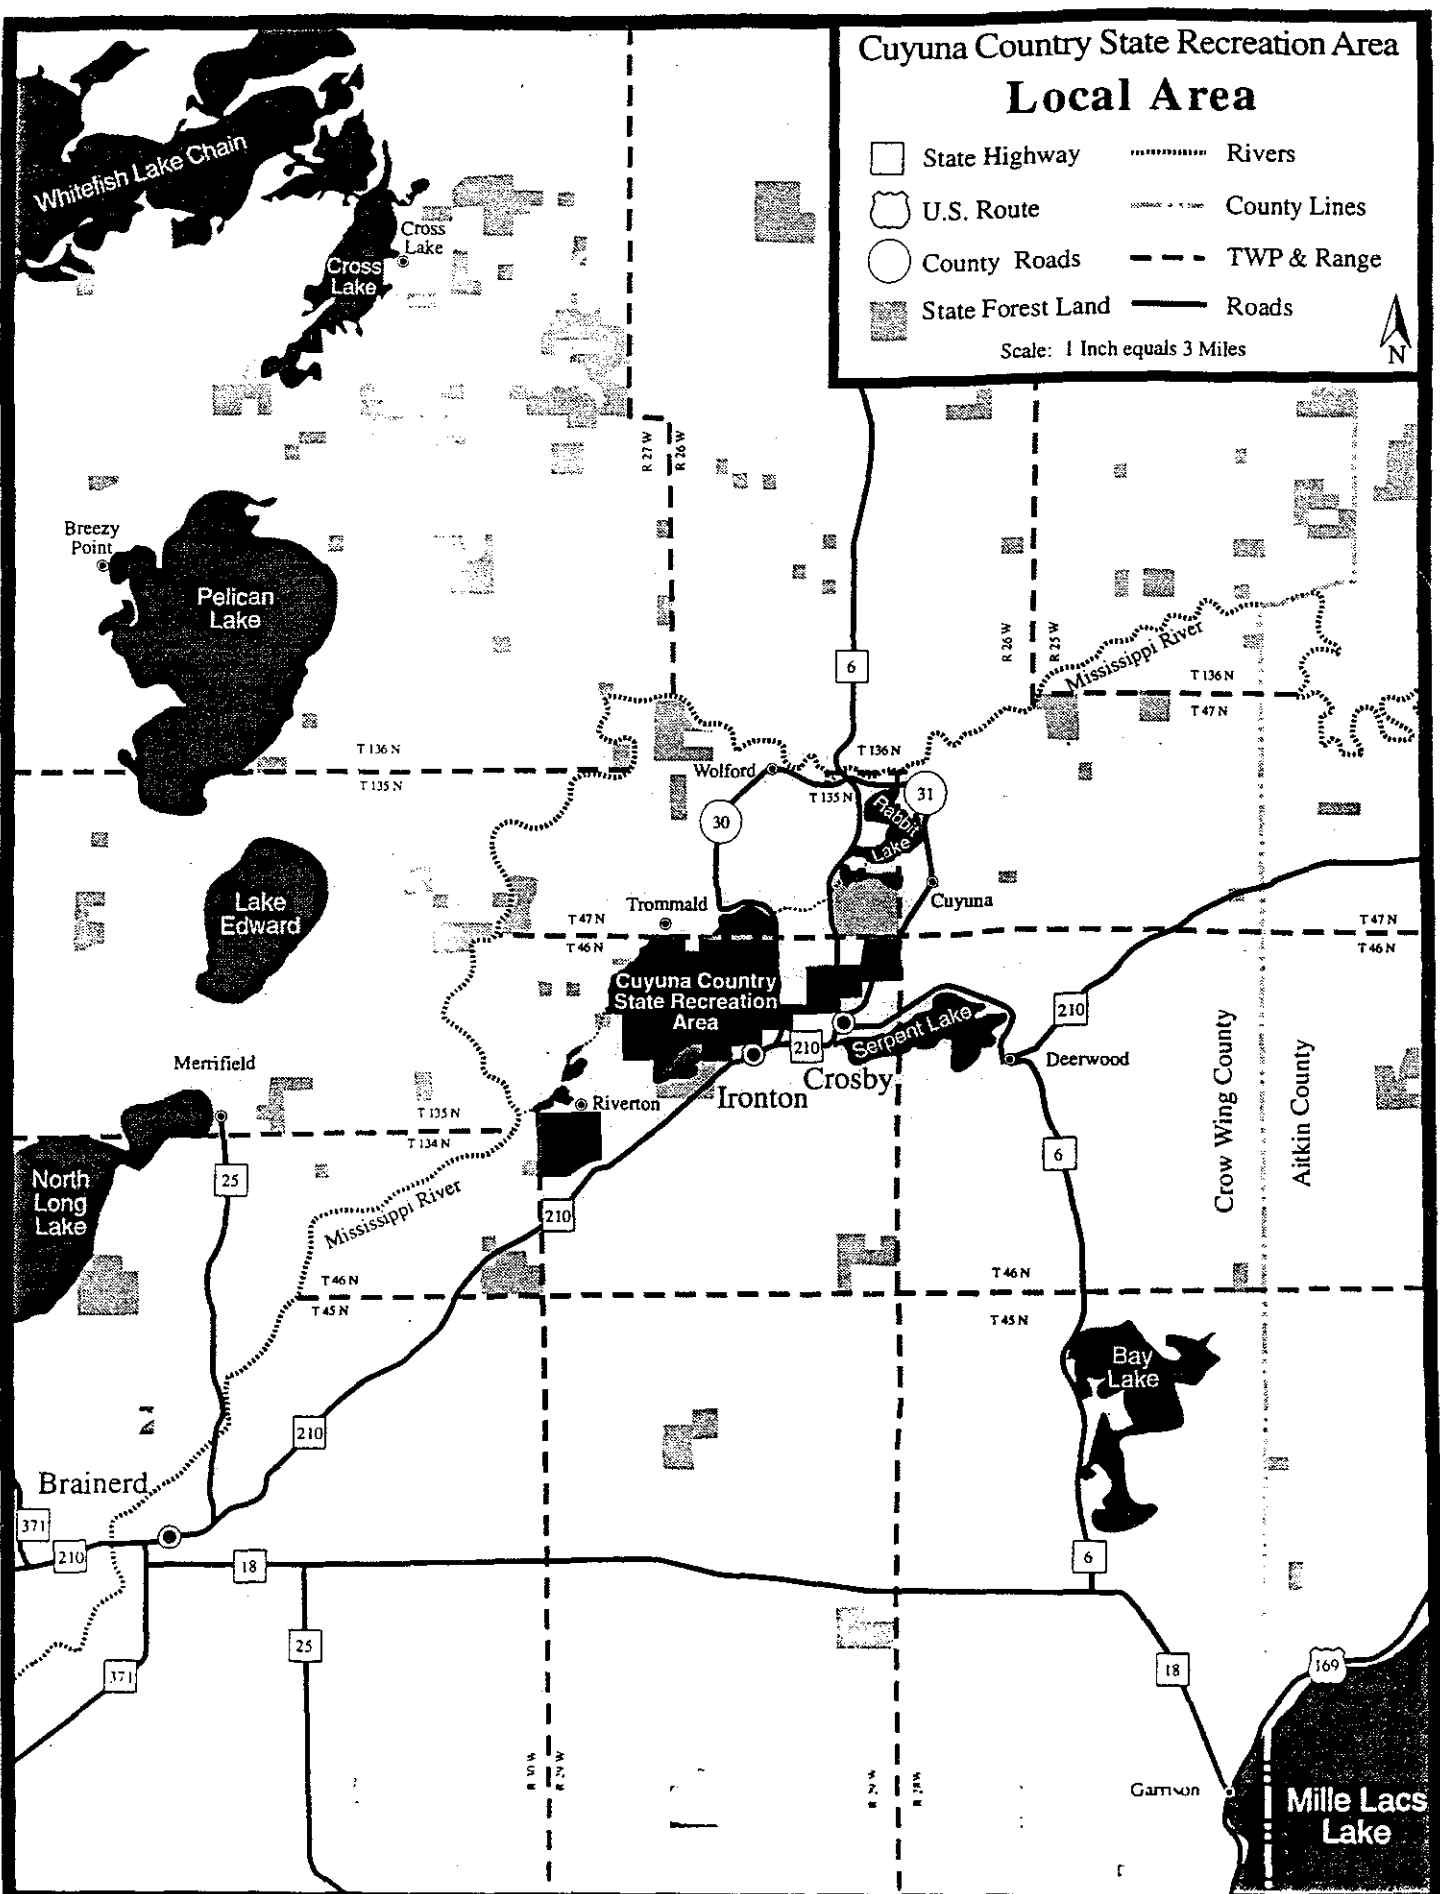 Cuyuna Country State Recreation Area
Local Area
State Highway
Rivers
U.S. Route
County Lines
County Roads
TWP & Range
State Forest Land
Roads
Scale: 1 Inch equals 3 Miles
N
Whitefish Lake Chain
Cross
Lake
Cross
Lake
R 27 W
R 26 W
Breezy
Point
Pelican
Lake
6
R 26 W
R 25 W
Mississippi River
T 136 N
T 47 N
T 136 N
T 135 N
T 136 N
T 135 N
Wolford
30
31
Rabbit
Lake
Cuyuna
Lake
Edward
Trommald
T 47 N
T 46 N
T 47 N
T 46 N
Cuyuna Country
State Recreation
Area
210
Serpent Lake
210
Deerwood
Crosby
Ironton
Riverton
Crow Wing County
Aitkin County
Merrifield
T 135 N
T 134 N
North
Long
Lake
25
Mississippi River
210
6
T 46 N
T 45 N
T 46 N
T 45 N
Bay
Lake
210
Brainerd
371
210
18
6
25
371
18
169
R 30 W
R 29 W
R 29 W
R 28 W
Garrison
Mille Lacs
Lake